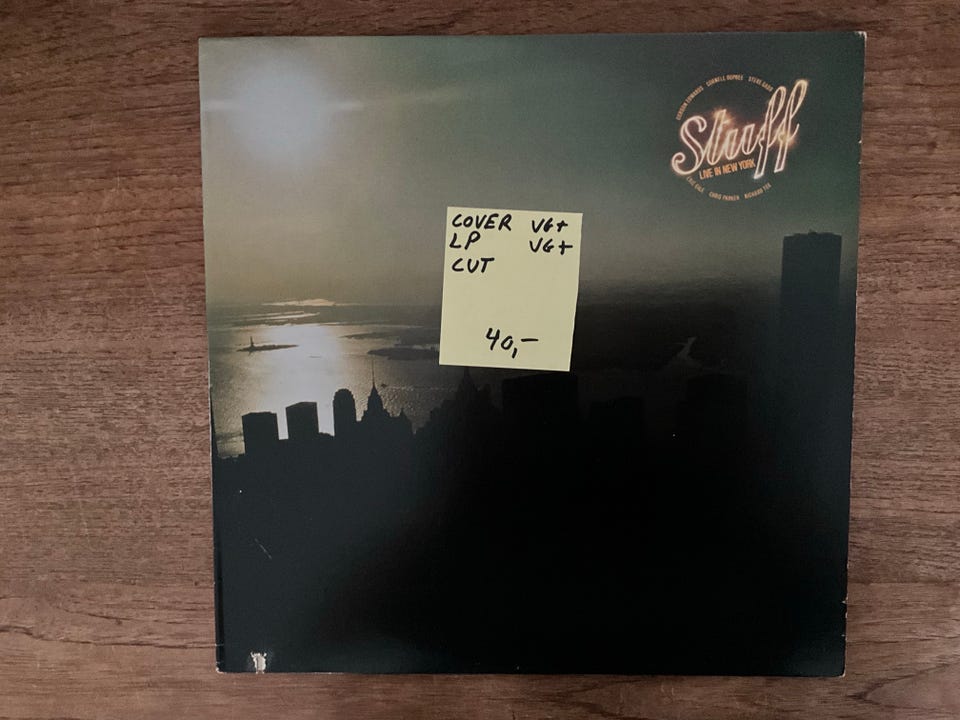 GORDON EDWARDS CORNELL DUPREE STEVE GADD
Stuff
LIVE IN NEW YORK
ERIC GALE CHRIS PARKER RICHARD TEE
COVER VG+
LP VG+
CUT
40,-